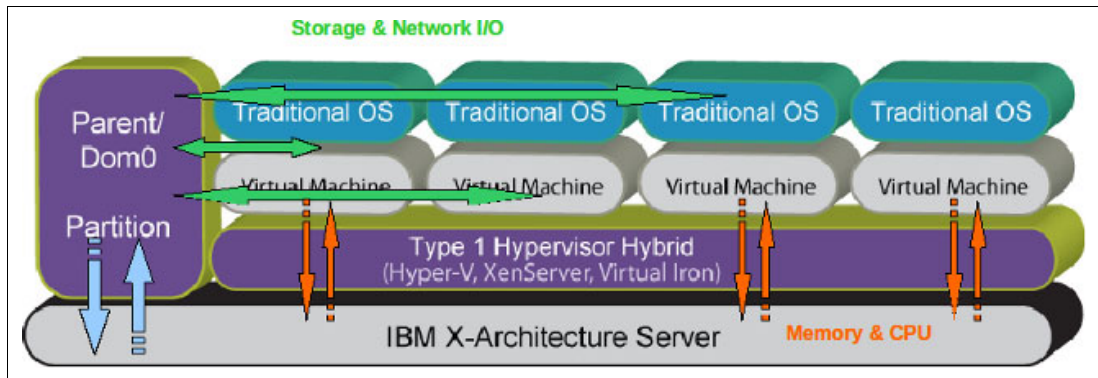 Storage & Network I/O
Parent/
Dom0
Partition
Traditional OS
Traditional OS
Traditional OS
Traditional OS
Virtual Machine
Virtual Machine
Virtual Machine
Virtual Machine
Type 1 Hypervisor Hybrid
(Hyper-V, XenServer, Virtual Iron)
IBM X-Architecture Server
Memory & CPU